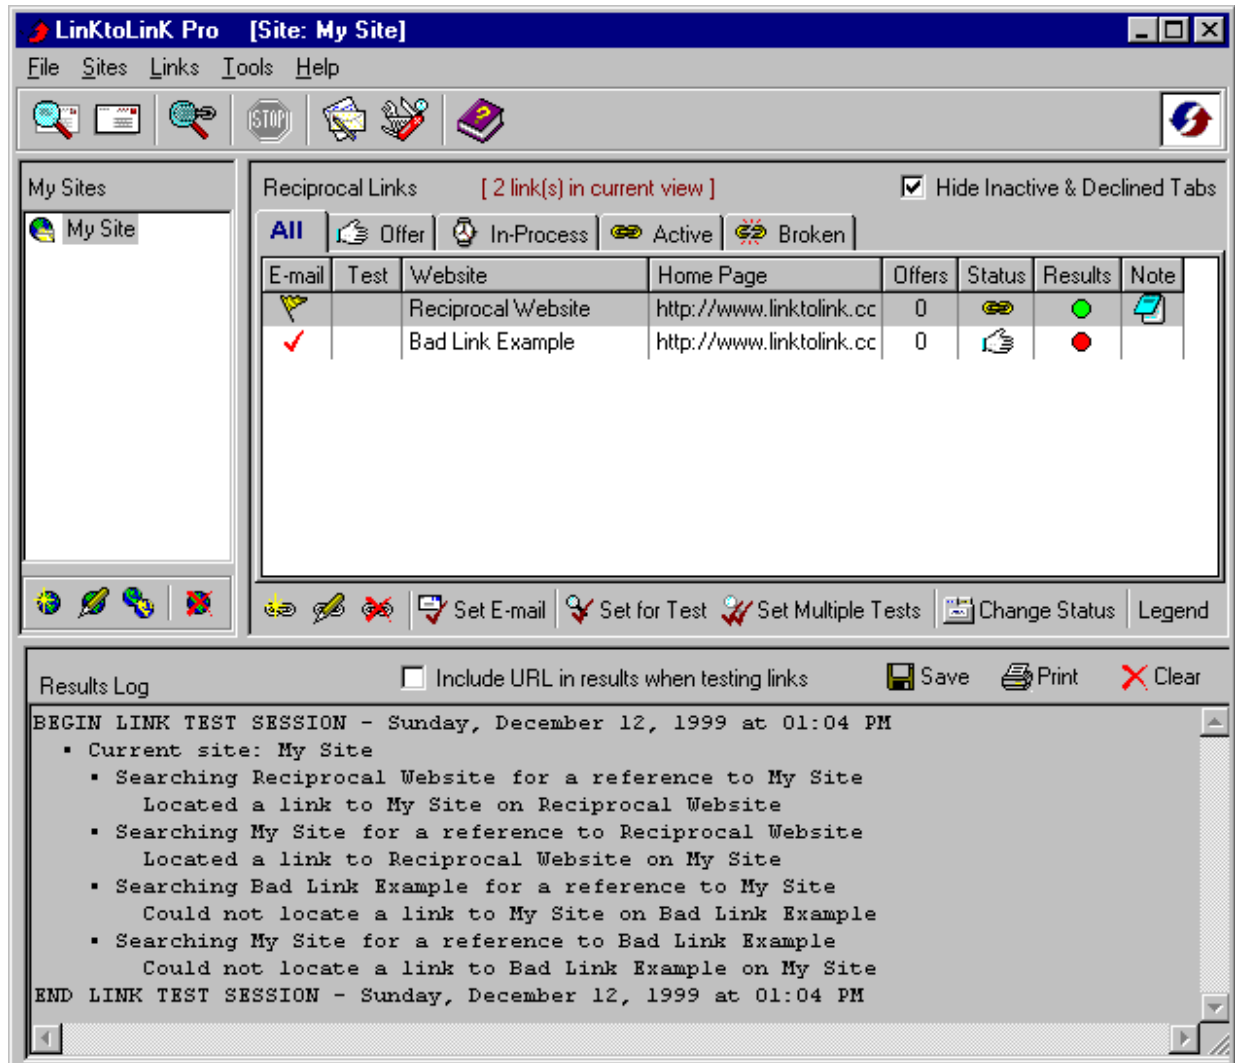 LinKtoLinK Pro [Site: My Site]
File Sites Links Tools Help
STOP
My Sites
My Site
Reciprocal Links [ 2 link(s) in current view ] Hide Inactive & Declined Tabs
All Offer In-Process Active Broken
E-mail Test Website Home Page Offers Status Results Note
Reciprocal Website http://www.linktolink.cc 0
Bad Link Example http://www.linktolink.cc 0
Set E-mail Set for Test Set Multiple Tests Change Status Legend
Results Log Include URL in results when testing links Save Print Clear
BEGIN LINK TEST SESSION - Sunday, December 12, 1999 at 01:04 PM
▪ Current site: My Site
▪ Searching Reciprocal Website for a reference to My Site
Located a link to My Site on Reciprocal Website
▪ Searching My Site for a reference to Reciprocal Website
Located a link to Reciprocal Website on My Site
▪ Searching Bad Link Example for a reference to My Site
Could not locate a link to My Site on Bad Link Example
▪ Searching My Site for a reference to Bad Link Example
Could not locate a link to Bad Link Example on My Site
END LINK TEST SESSION - Sunday, December 12, 1999 at 01:04 PM